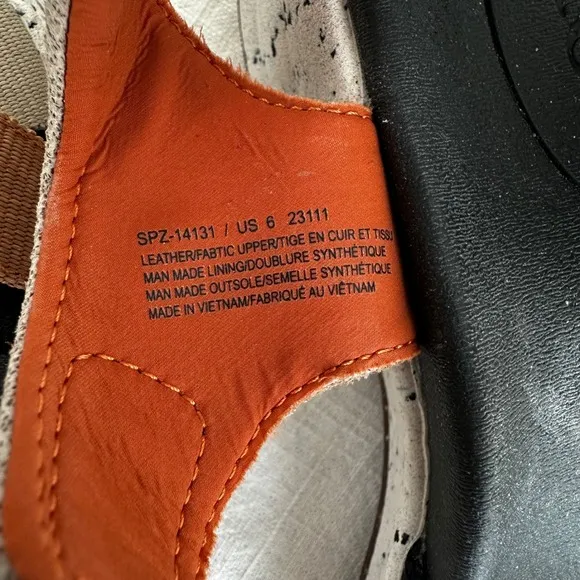 SPZ-14131 / US 6 23111
LEATHER/FABTIC UPPER/TIGE EN CUIR ET TISSU
MAN MADE LINING/DOUBLURE SYNTHÉTIQUE
MAN MADE OUTSOLE/SEMELLE SYNTHÉTIQUE
MADE IN VIETNAM/FABRIQUÉ AU VIÊTNAM